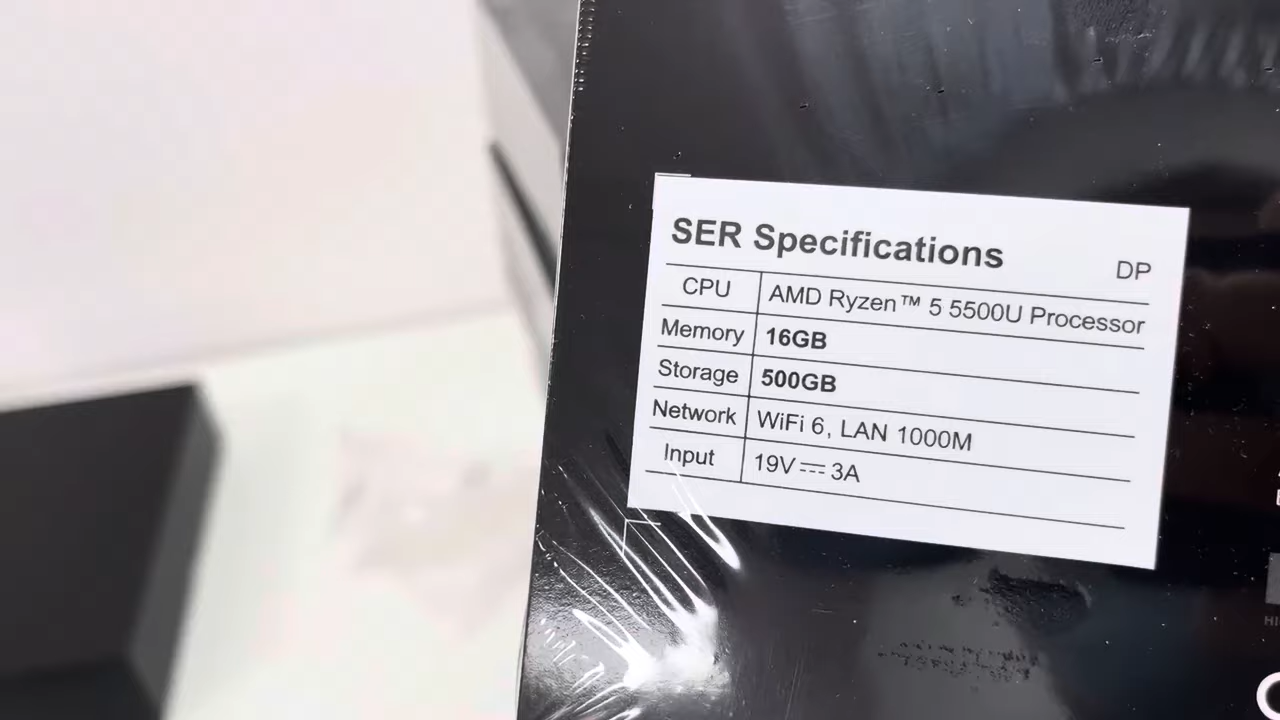 SER Specifications
DP
CPU AMD Ryzen™ 5 5500U Processor
Memory 16GB
Storage 500GB
Network WiFi 6, LAN 1000M
Input 19V⎓3A